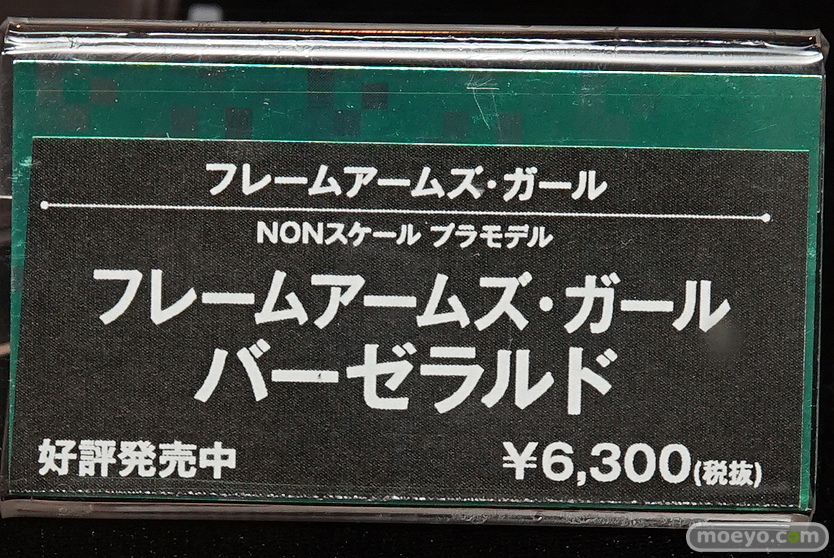 フレームアームズ・ガール
NONスケール プラモデル
フレームアームズ・ガール
バーゼラルド
好評発売中
¥6,300(税抜)
moeyo.com